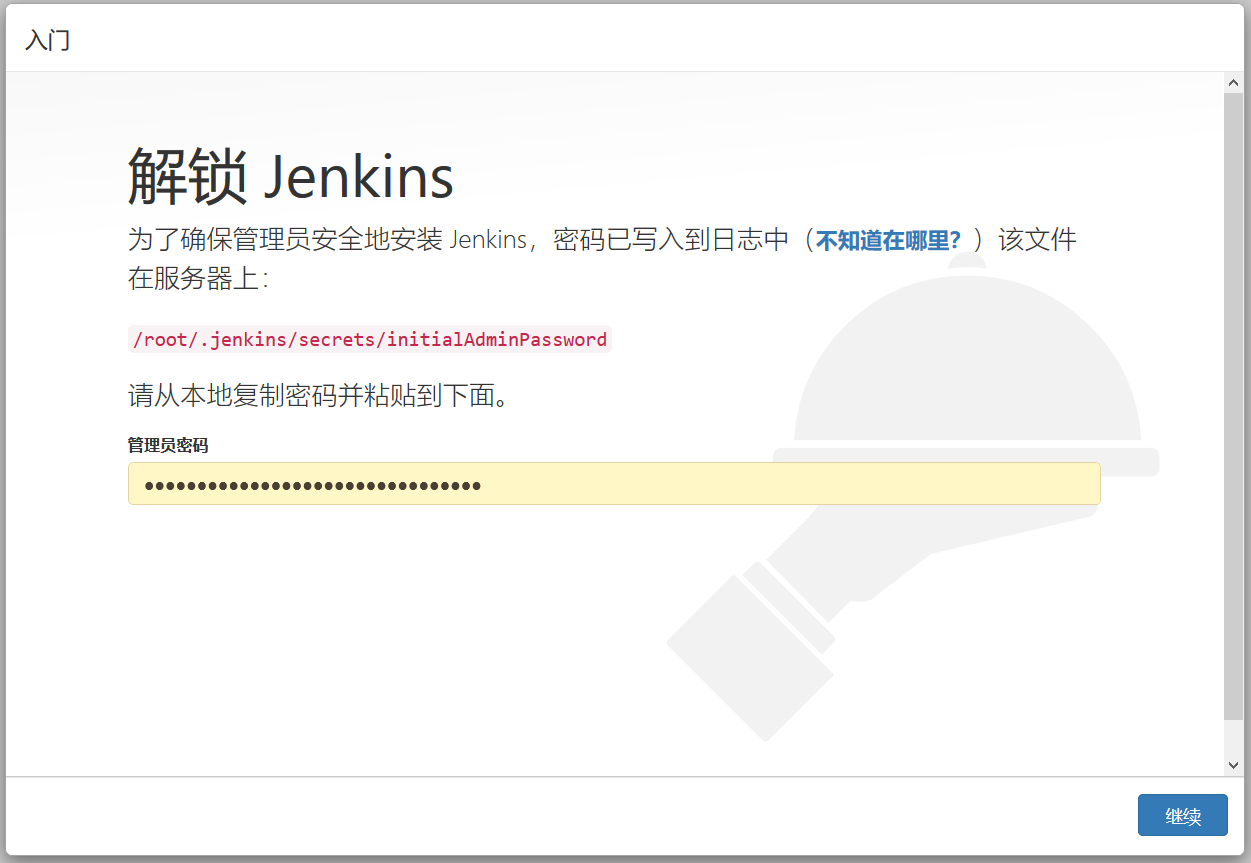 入门
解锁 Jenkins
为了确保管理员安全地安装 Jenkins，密码已写入到日志中（不知道在哪里？）该文件
在服务器上：
/root/.jenkins/secrets/initialAdminPassword
请从本地复制密码并粘贴到下面。
管理员密码
••••••••••••••••••••••••••••••••
继续